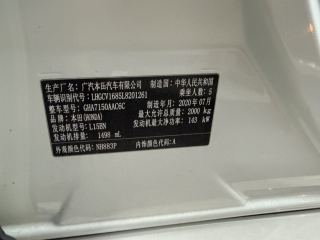 生产厂名：广汽本田汽车有限公司 制造国：中华人民共和国
车辆识别代号：LHGCV1685L8201261 乘坐人数：5
整车型号：GHA7150AAC6C 制造年月：2020年07月
品牌：本田(HONDA) 最大允许总质量：2000 kg
发动机型号：L15BN 发动机最大净功率：143 kW
发动机排量：1498 mL
外表颜色代码：NH883P 内饰颜色代码：A